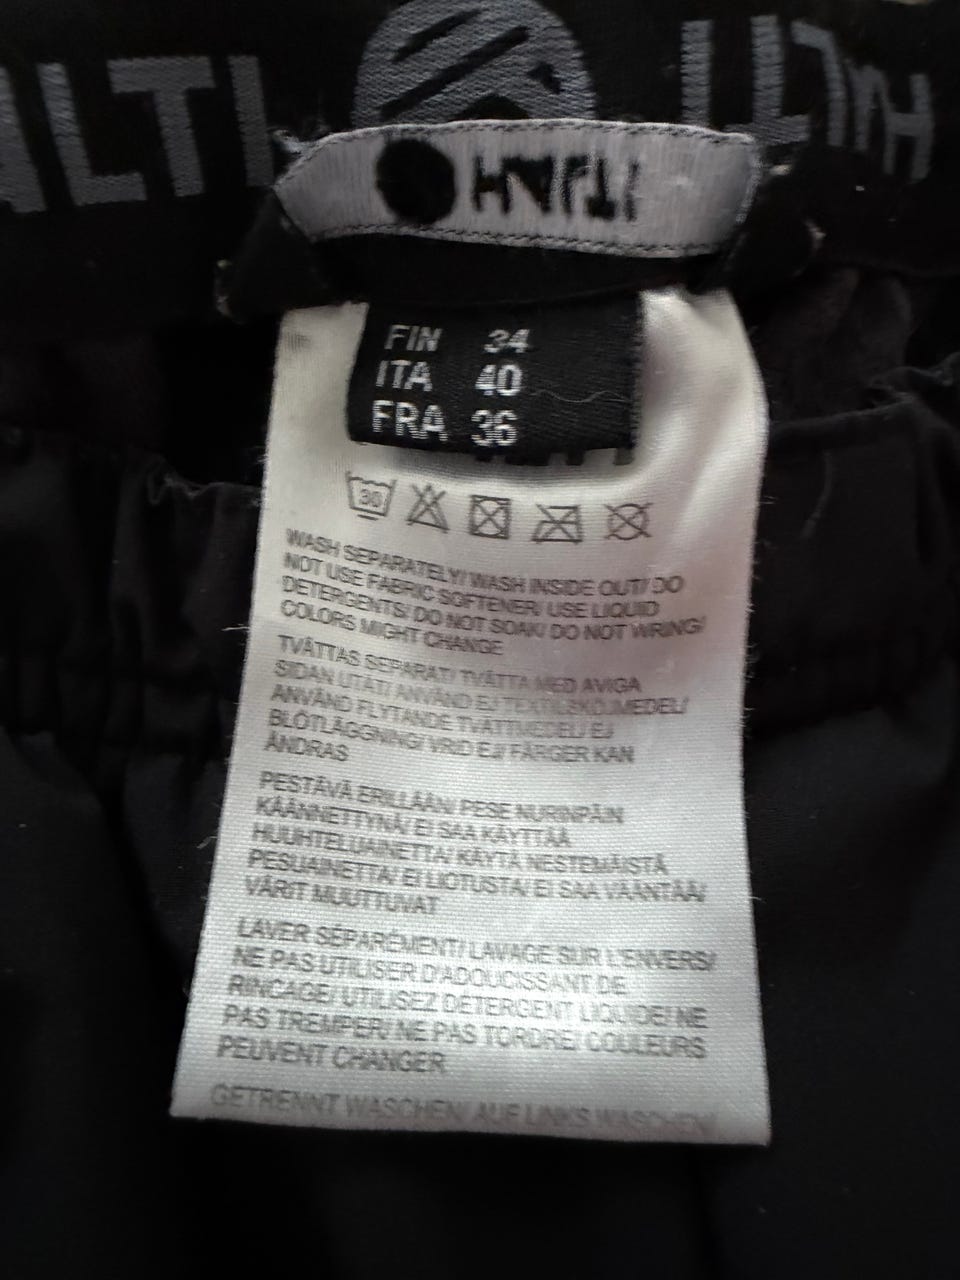 ALTI
HALTI
HALTI
FIN 34
ITA 40
FRA 36
30
WASH SEPARATELY/ WASH INSIDE OUT/ DO
NOT USE FABRIC SOFTENER/ USE LIQUID
DETERGENTS/ DO NOT SOAK/ DO NOT WRING/
COLORS MIGHT CHANGE
TVÄTTAS SEPARAT/ TVÄTTA MED AVIGA
SIDAN UTÅT/ ANVÄND EJ TEXTILSKÖJMEDEL/
ANVÄND FLYTANDE TVÄTTMEDEL/ EJ
BLÖTLÄGGNING/ VRID EJ/ FÄRGER KAN
ÄNDRAS
PESTÄVÄ ERILLÄÄN/ PESE NURINPÄIN
KÄÄNNETTYNÄ/ EI SAA KÄYTTÄÄ
HUUHTELUAINETTA/ KÄYTÄ NESTEMÄISTÄ
PESUAINETTA/ EI LIOTUSTA/ EI SAA VÄÄNTÄÄ/
VÄRIT MUUTTUVAT
LAVER SÉPARÉMENT/ LAVAGE SUR L'ENVERS/
NE PAS UTILISER D'ADOUCISSANT DE
RINCAGE/ UTILISEZ DÉTERGENT LIQUIDE/ NE
PAS TREMPER/ NE PAS TORDRE/ COULEURS
PEUVENT CHANGER
GETRENNT WASCHEN/ AUF LINKS WASCHEN/